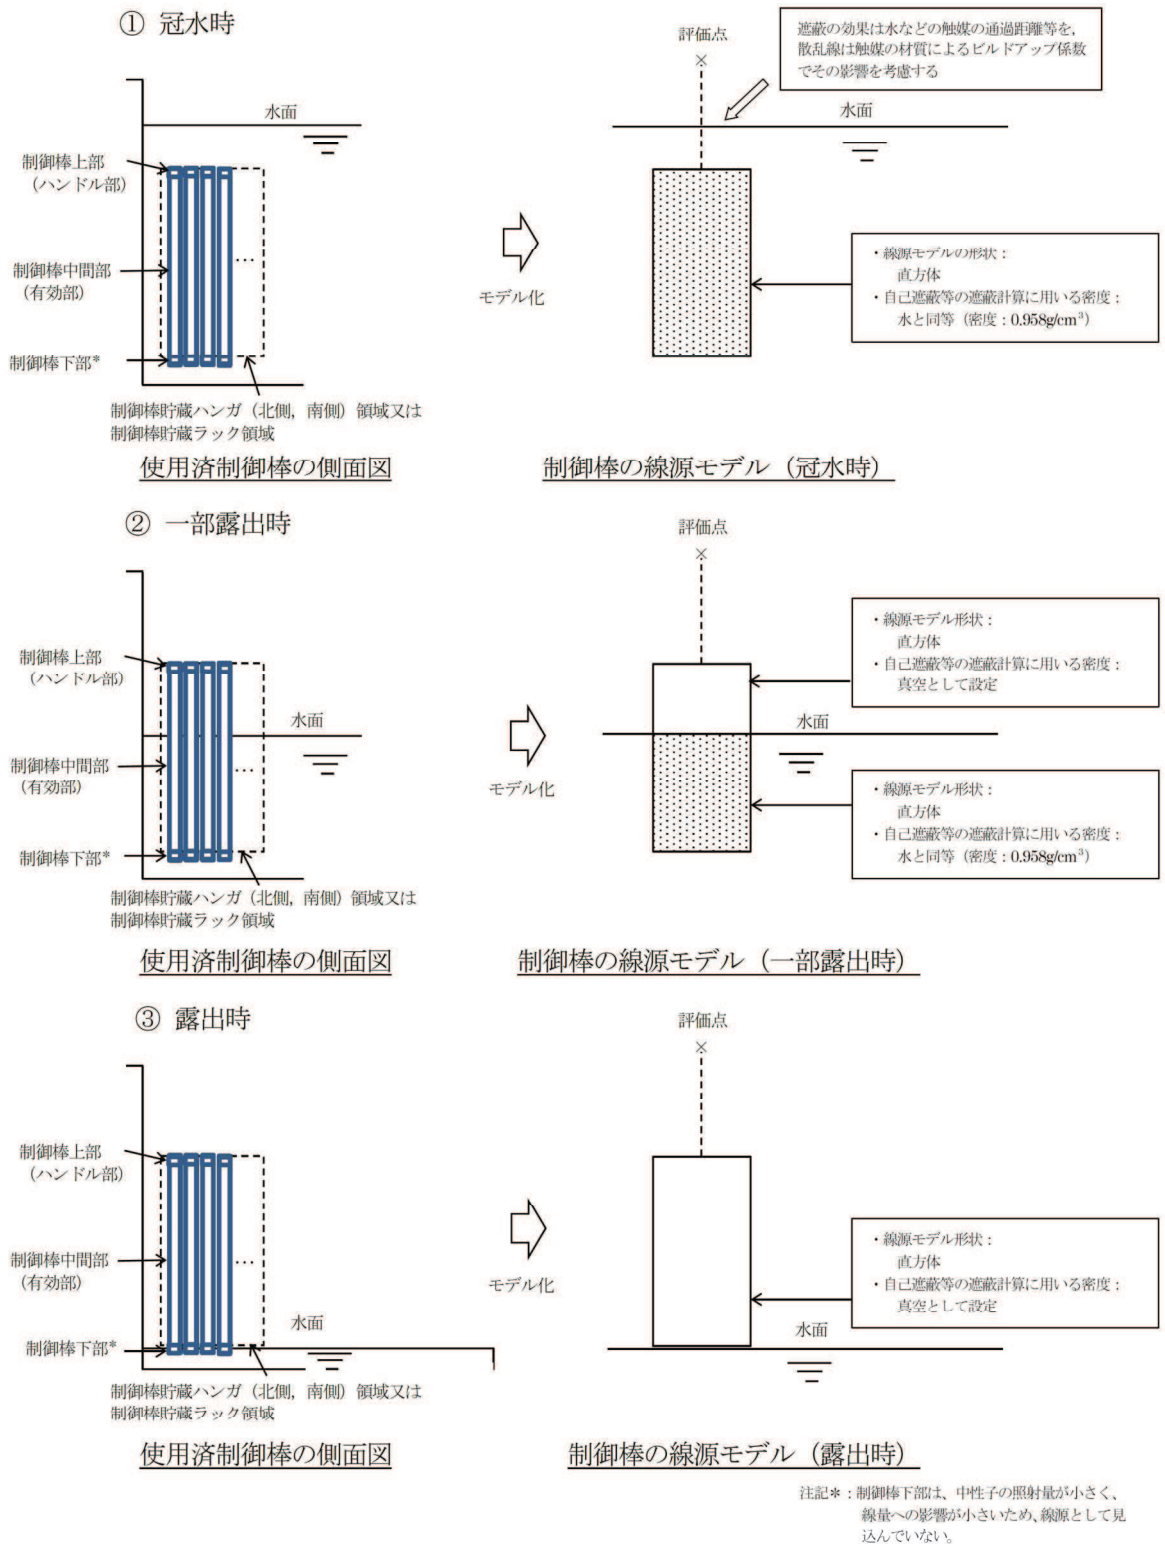 ① 冠水時
評価点
遮蔽の効果は水などの触媒の通過距離等を,
散乱線は触媒の材質によるビルドアップ係数
でその影響を考慮する
水面
水面
制御棒上部
(ハンドル部)
制御棒中間部
(有効部)
…
制御棒下部*
モデル化
・線源モデルの形状：
直方体
・自己遮蔽等の遮蔽計算に用いる密度：
水と同等（密度：0.958g/cm³）
制御棒貯蔵ハンガ（北側，南側）領域又は
制御棒貯蔵ラック領域
使用済制御棒の側面図
制御棒の線源モデル（冠水時）
② 一部露出時
評価点
制御棒上部
(ハンドル部)
水面
制御棒中間部
(有効部)
…
制御棒下部*
モデル化
・線源モデル形状：
直方体
・自己遮蔽等の遮蔽計算に用いる密度：
真空として設定
水面
・線源モデル形状：
直方体
・自己遮蔽等の遮蔽計算に用いる密度：
水と同等（密度：0.958g/cm³）
制御棒貯蔵ハンガ（北側，南側）領域又は
制御棒貯蔵ラック領域
使用済制御棒の側面図
制御棒の線源モデル（一部露出時）
③ 露出時
評価点
制御棒上部
(ハンドル部)
制御棒中間部
(有効部)
…
水面
制御棒下部*
モデル化
・線源モデル形状：
直方体
・自己遮蔽等の遮蔽計算に用いる密度：
真空として設定
水面
制御棒貯蔵ハンガ（北側，南側）領域又は
制御棒貯蔵ラック領域
使用済制御棒の側面図
制御棒の線源モデル（露出時）
注記＊：制御棒下部は、中性子の照射量が小さく、
線量への影響が小さいため、線源として見
込んでいない。